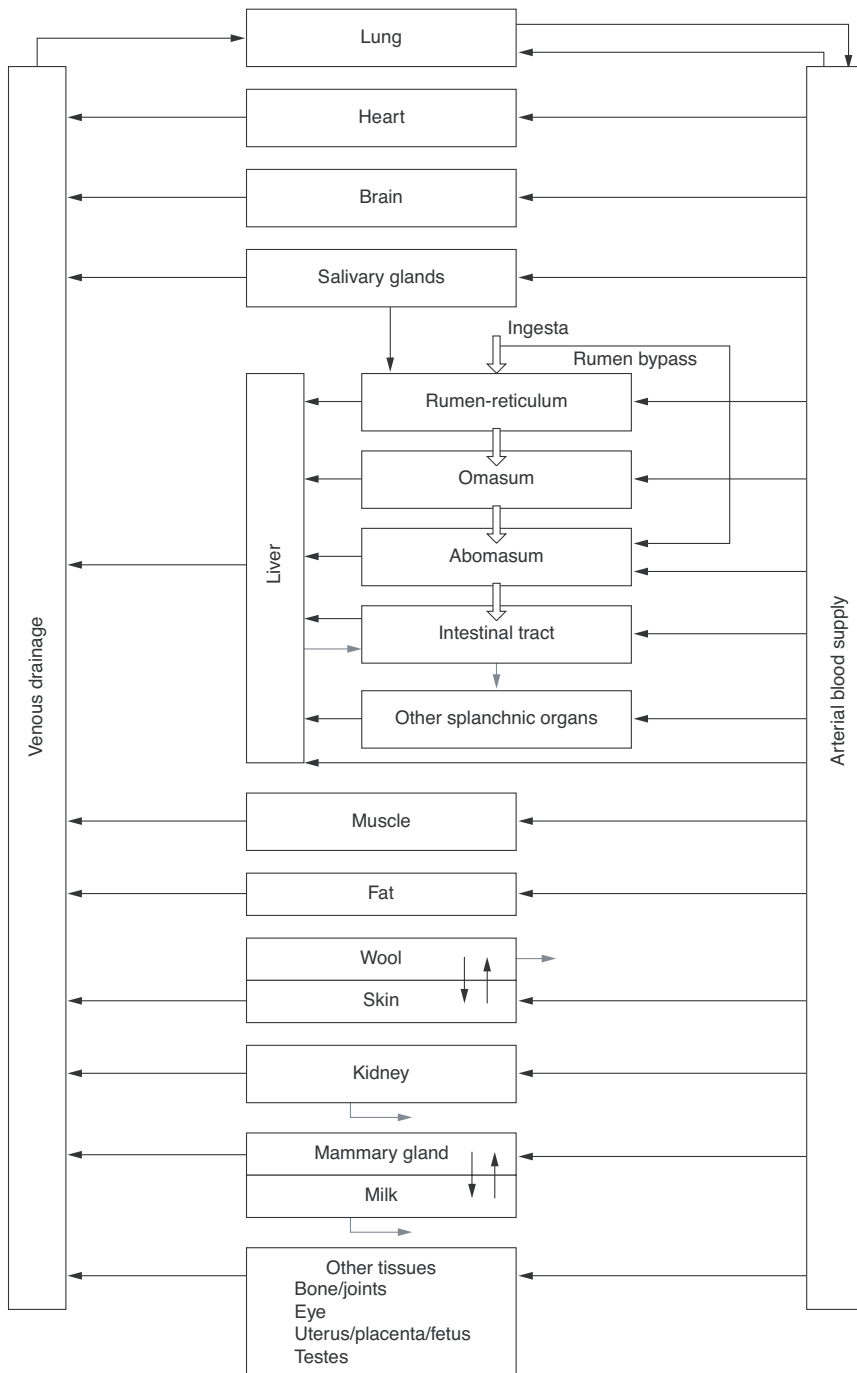 Lung
Heart
Brain
Salivary glands
Ingesta
Rumen bypass
Rumen-reticulum
Omasum
Abomasum
Liver
Intestinal tract
Other splanchnic organs
Venous drainage
Arterial blood supply
Muscle
Fat
Wool
Skin
Kidney
Mammary gland
Milk
Other tissues
Bone/joints
Eye
Uterus/placenta/fetus
Testes